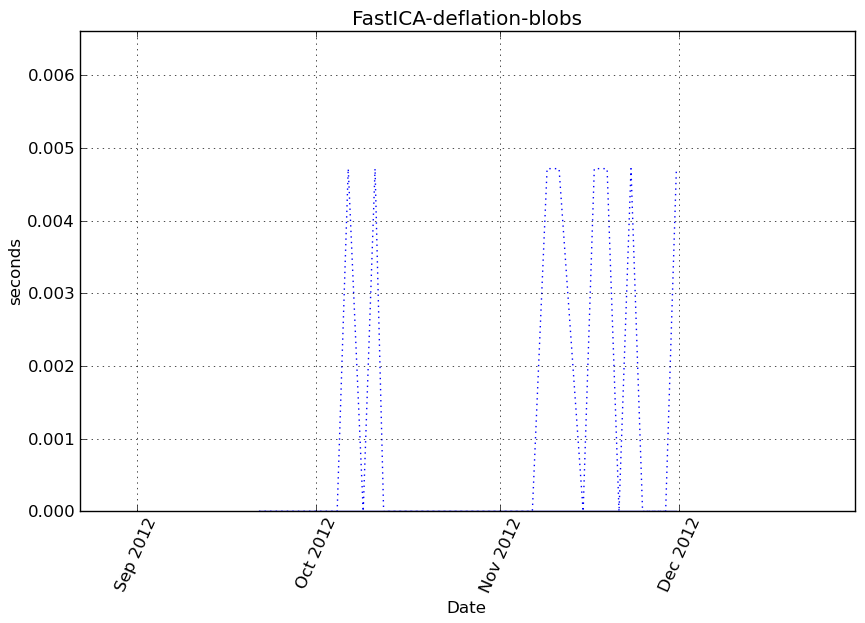 FastICA-deflation-blobs
seconds
0.006
0.005
0.004
0.003
0.002
0.001
0.000
Sep 2012
Oct 2012
Nov 2012
Dec 2012
Date